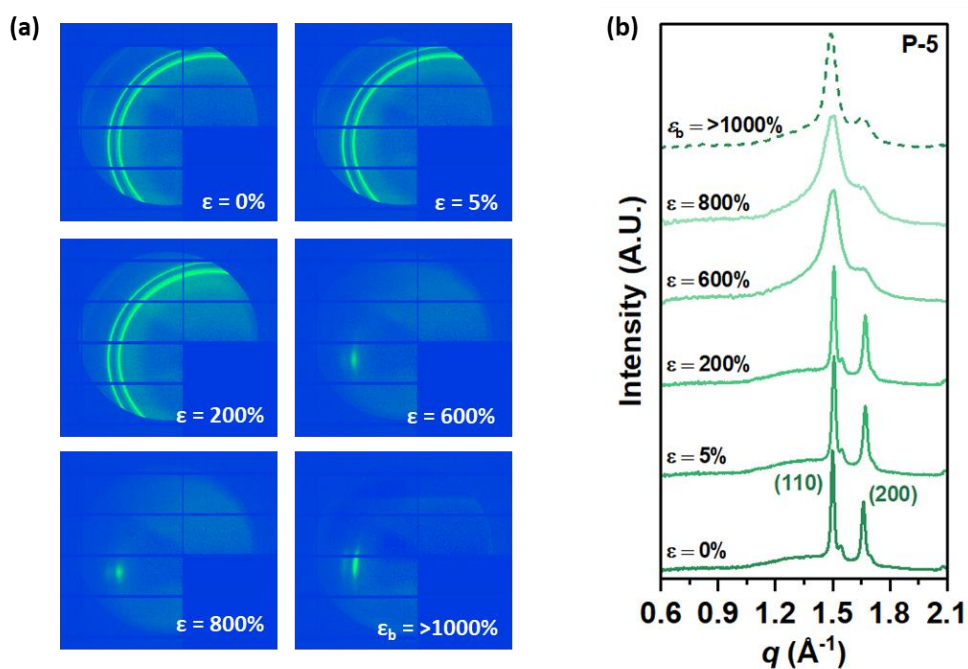 (a)
ε = 0%
ε = 5%
ε = 200%
ε = 600%
ε = 800%
εb = >1000%
(b)
P-5
εb = >1000%
ε = 800%
ε = 600%
ε = 200%
ε = 5%
(110)
(200)
ε = 0%
Intensity (A.U.)
0.6 0.9 1.2 1.5 1.8 2.1
q (Å-1)